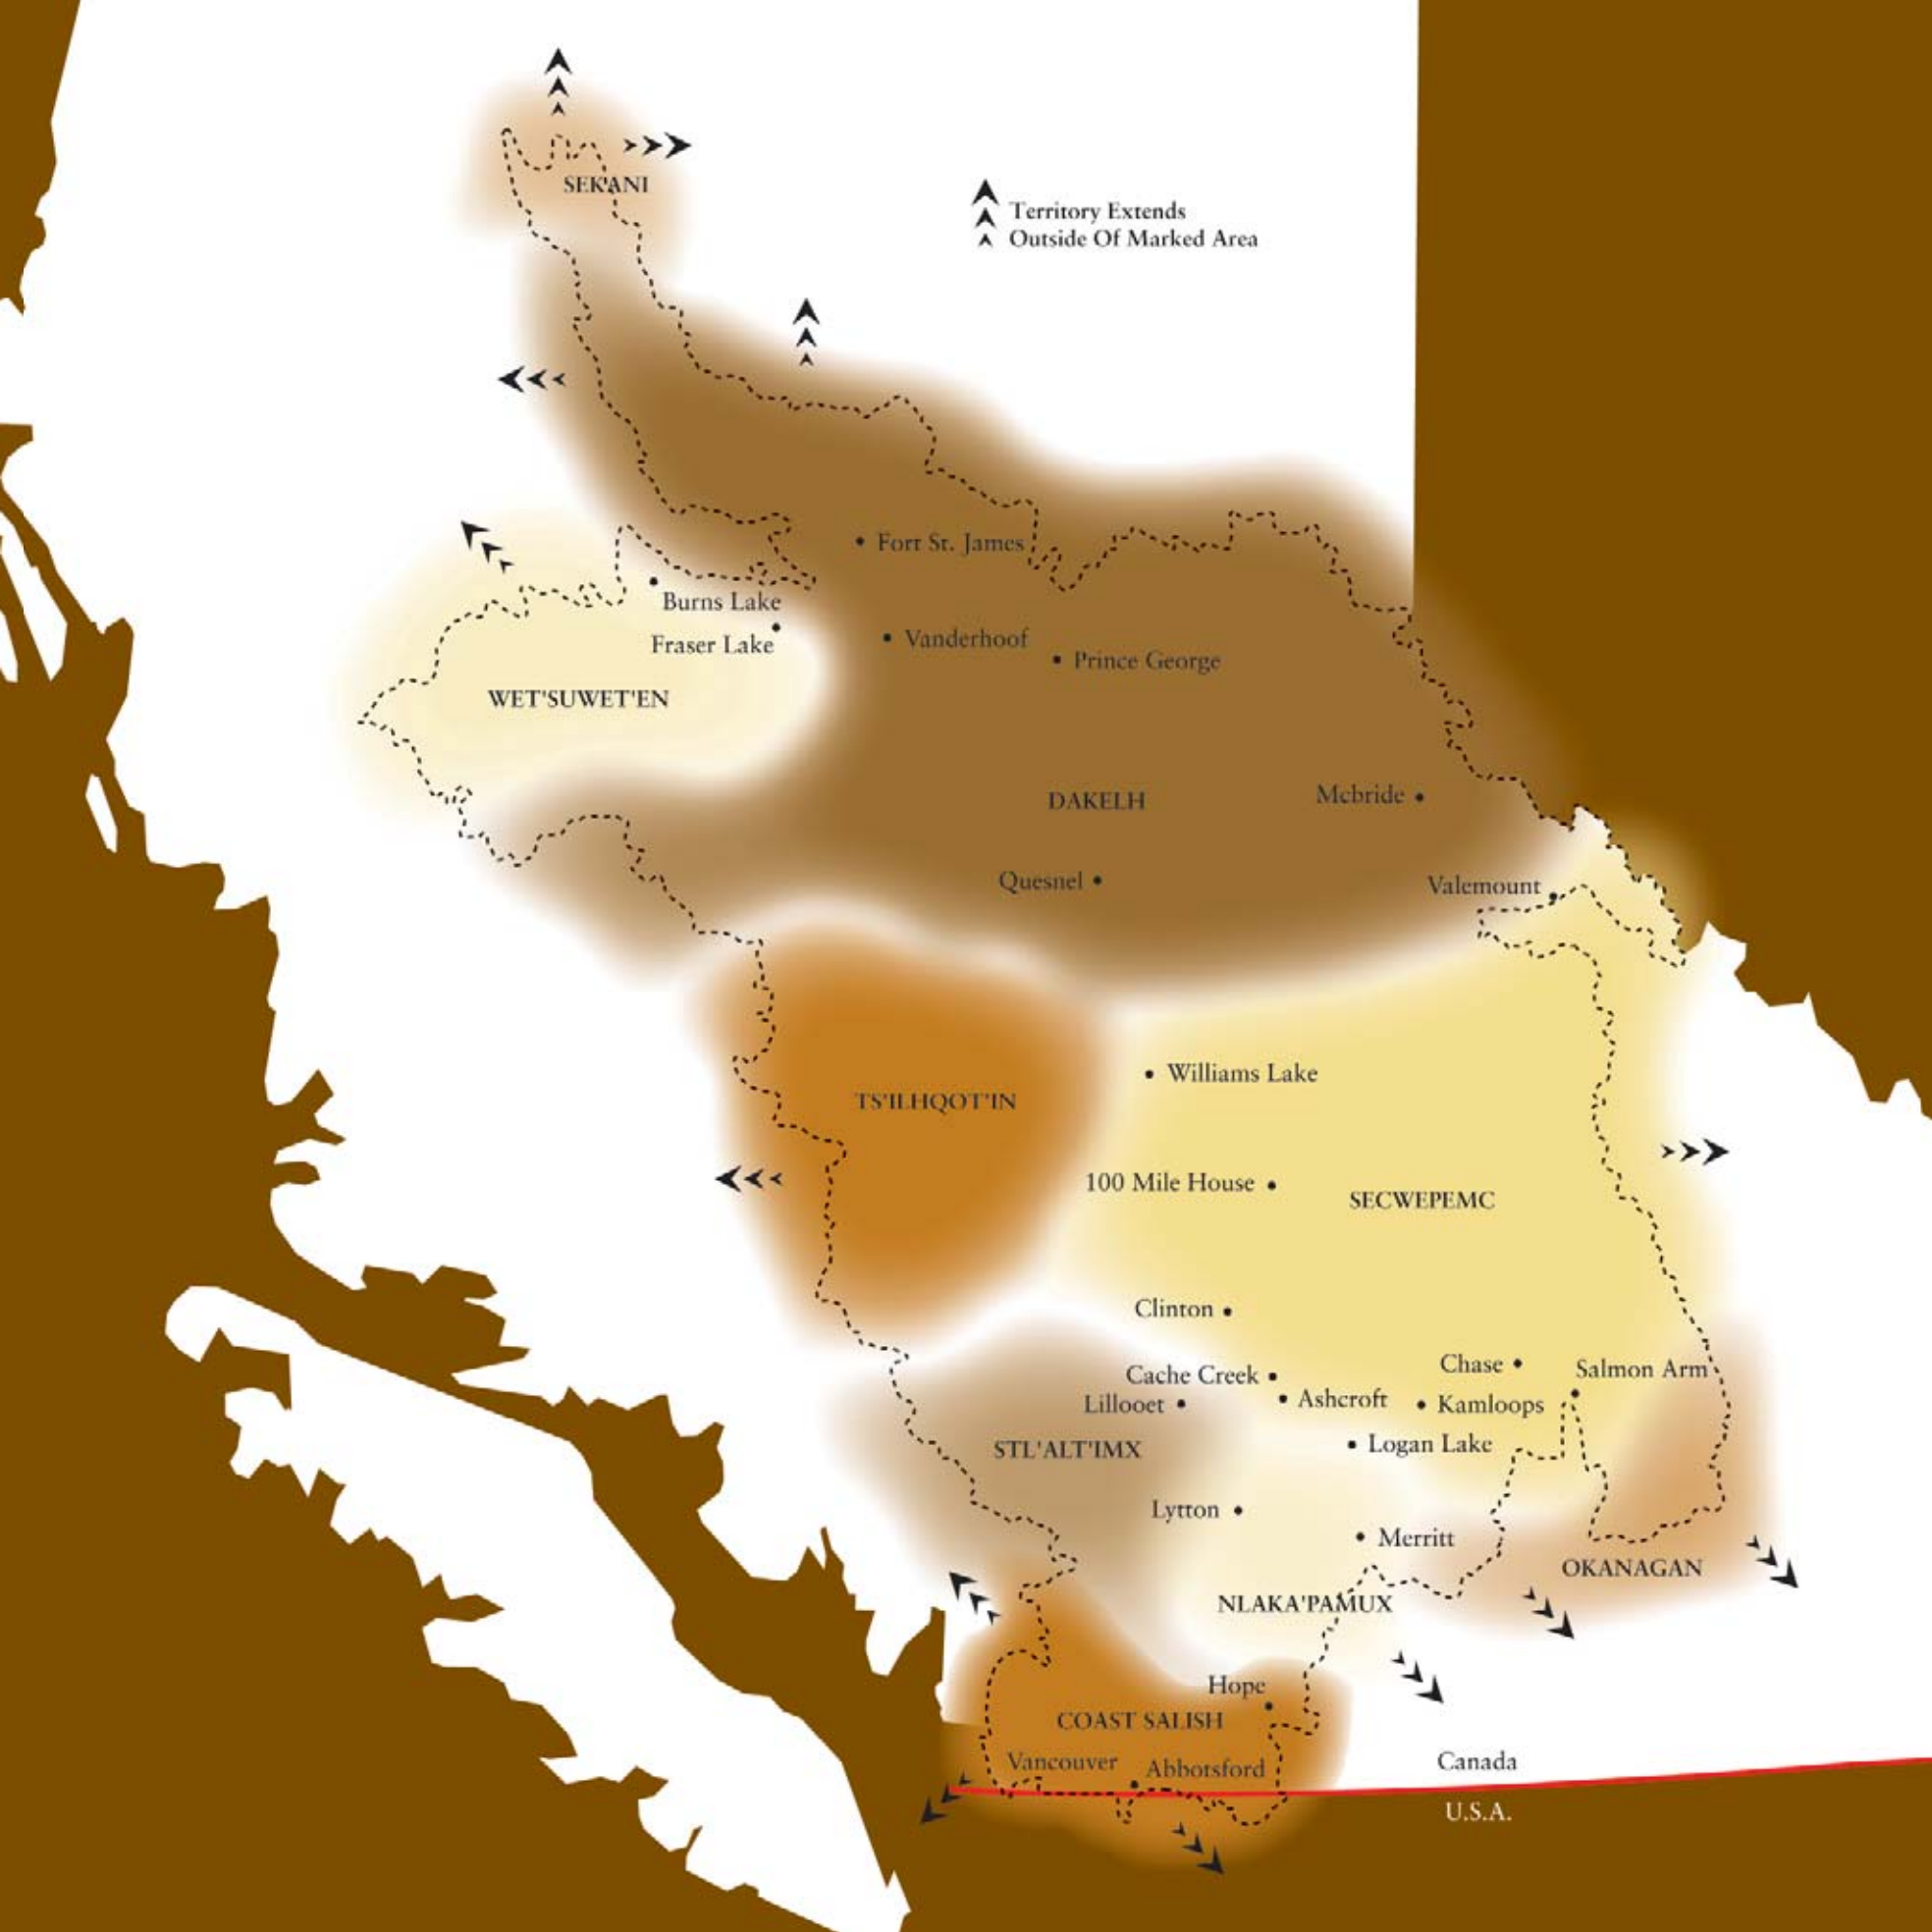 SEKANI
Territory Extends
Outside Of Marked Area
Fort St. James
Burns Lake
Fraser Lake
Vanderhoof
Prince George
WET'SUWET'EN
DAKELH
Mcbride
Quesnel
Valemount
Williams Lake
TS'ILHQOT'IN
100 Mile House
SECWEPEMC
Clinton
Chase
Salmon Arm
Cache Creek
Lillooet
Ashcroft
Kamloops
STL'ALT'IMX
Logan Lake
Lytton
Merritt
OKANAGAN
NLAKA'PAMUX
Hope
COAST SALISH
Vancouver
Abbotsford
Canada
U.S.A.